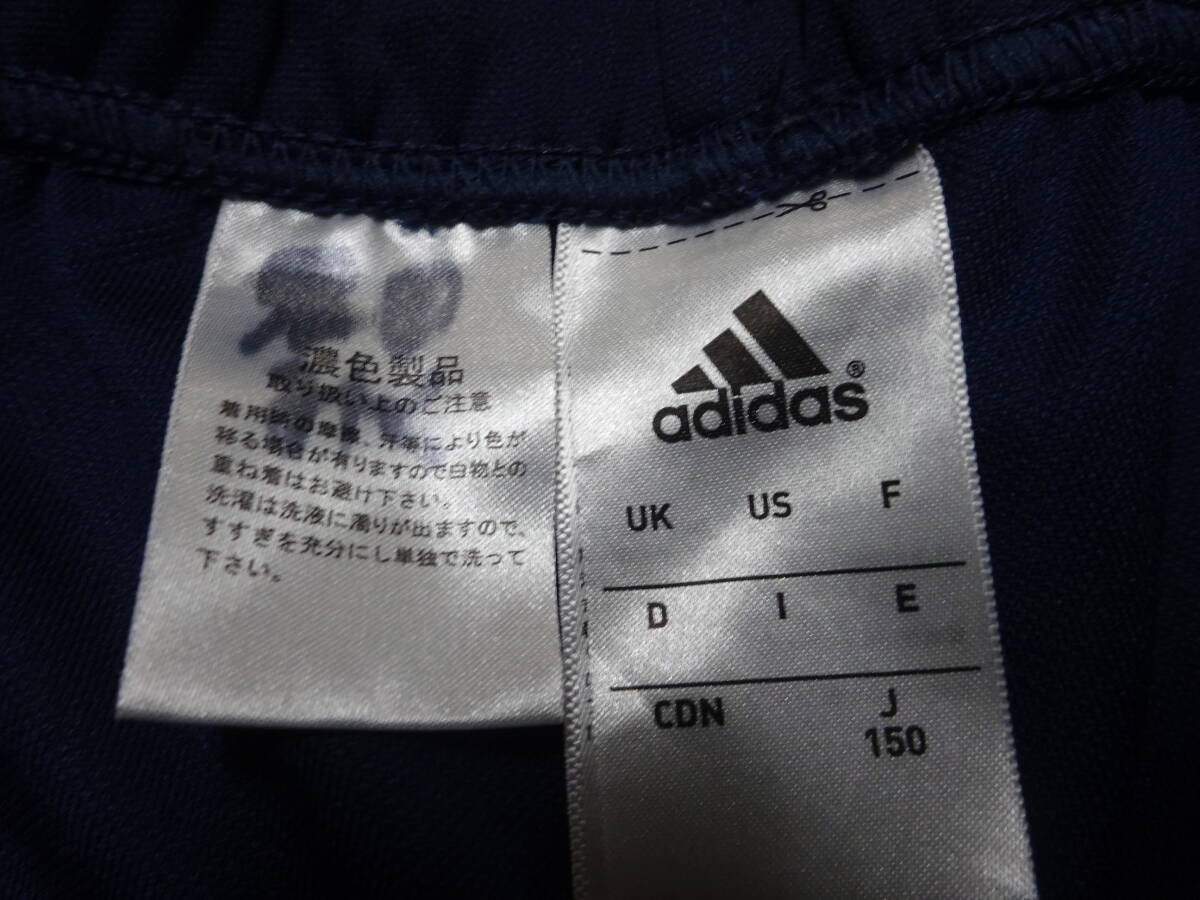 濃色製品
取り扱い上のご注意
着用時の摩擦、汗等により色が
移る場合が有りますので白物との
重ね着はお避け下さい。
洗濯は洗液に濁りが出ますので、
すすぎを充分にし単独で洗って
下さい。
adidas®
UK US F
D I E
CDN J
150